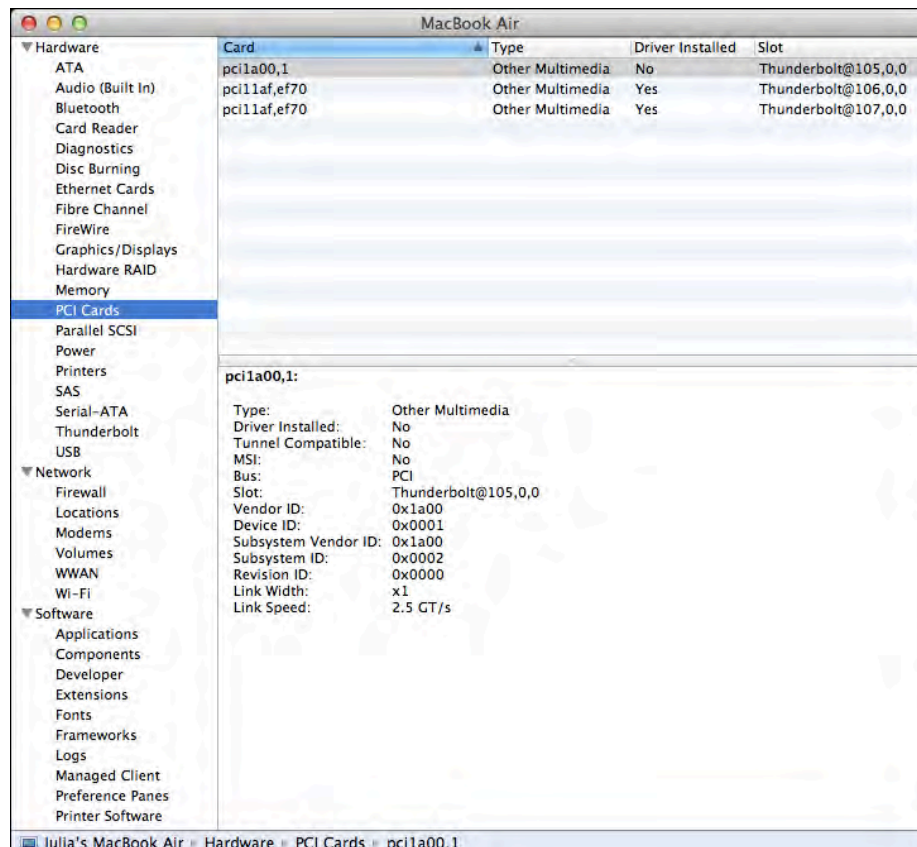 MacBook Air
Hardware
ATA
Audio (Built In)
Bluetooth
Card Reader
Diagnostics
Disc Burning
Ethernet Cards
Fibre Channel
FireWire
Graphics/Displays
Hardware RAID
Memory
PCI Cards
Parallel SCSI
Power
Printers
SAS
Serial-ATA
Thunderbolt
USB
Network
Firewall
Locations
Modems
Volumes
WWAN
Wi-Fi
Software
Applications
Components
Developer
Extensions
Fonts
Frameworks
Logs
Managed Client
Preference Panes
Printer Software
Card Type Driver Installed Slot
pci1a00,1 Other Multimedia No Thunderbolt@105,0,0
pci11af,ef70 Other Multimedia Yes Thunderbolt@106,0,0
pci11af,ef70 Other Multimedia Yes Thunderbolt@107,0,0
pci1a00,1:
Type: Other Multimedia
Driver Installed: No
Tunnel Compatible: No
MSI: No
Bus: PCI
Slot: Thunderbolt@105,0,0
Vendor ID: 0x1a00
Device ID: 0x0001
Subsystem Vendor ID: 0x1a00
Subsystem ID: 0x0002
Revision ID: 0x0000
Link Width: x1
Link Speed: 2.5 GT/s
Julia's MacBook Air Hardware PCI Cards pci1a00,1